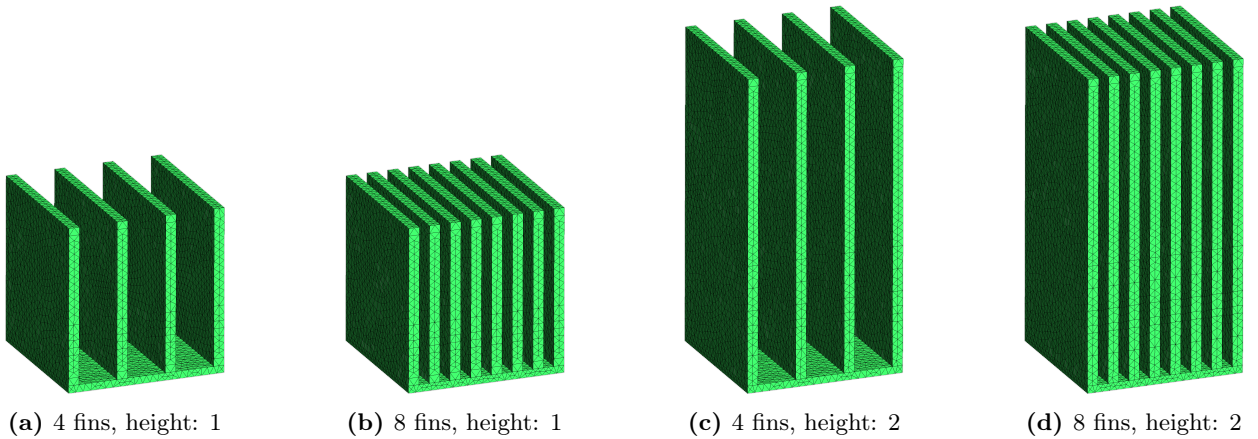 (a) 4 fins, height: 1
(b) 8 fins, height: 1
(c) 4 fins, height: 2
(d) 8 fins, height: 2